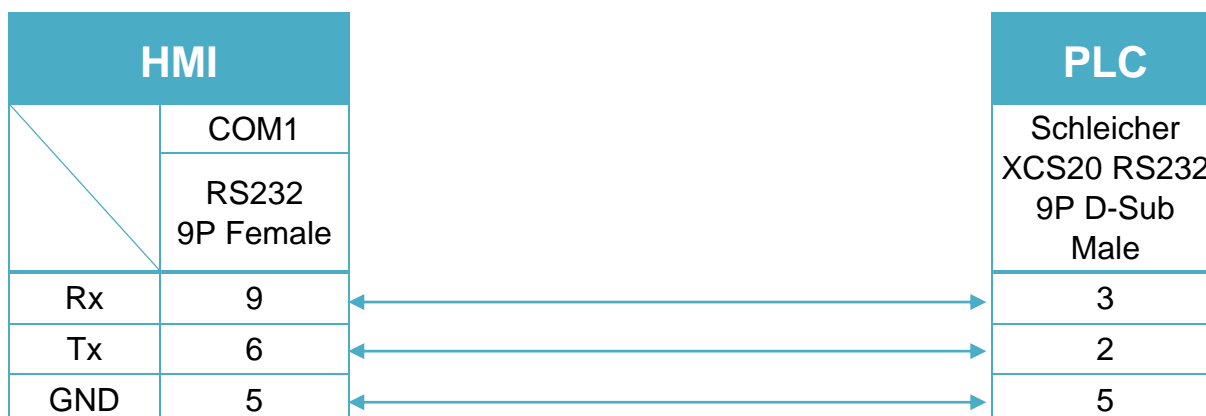 HMI
PLC
COM1
RS232
9P Female
Schleicher
XCS20 RS232
9P D-Sub
Male
Rx 9 3
Tx 6 2
GND 5 5